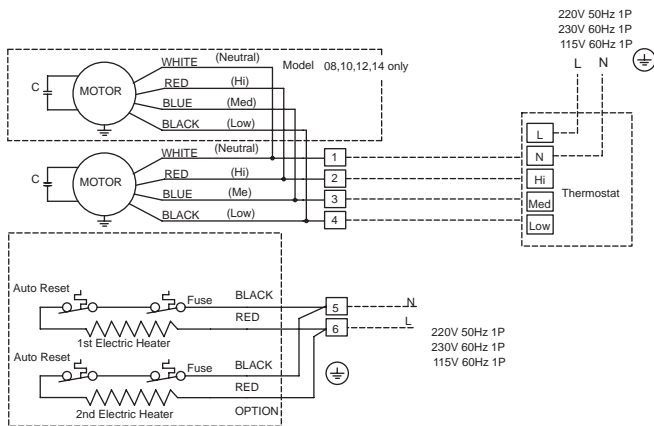 220V 50Hz 1P
230V 60Hz 1P
115V 60Hz 1P
L N
Model 08,10,12,14 only
C
MOTOR
WHITE (Neutral)
RED (Hi)
BLUE (Med)
BLACK (Low)
C
MOTOR
WHITE (Neutral)
RED (Hi)
BLUE (Me)
BLACK (Low)
1
2
3
4
L
N
Hi
Med
Low
Thermostat
Auto Reset
Fuse
BLACK
RED
1st Electric Heater
Auto Reset
Fuse
BLACK
RED
2nd Electric Heater
OPTION
5 N
6 L
220V 50Hz 1P
230V 60Hz 1P
115V 60Hz 1P